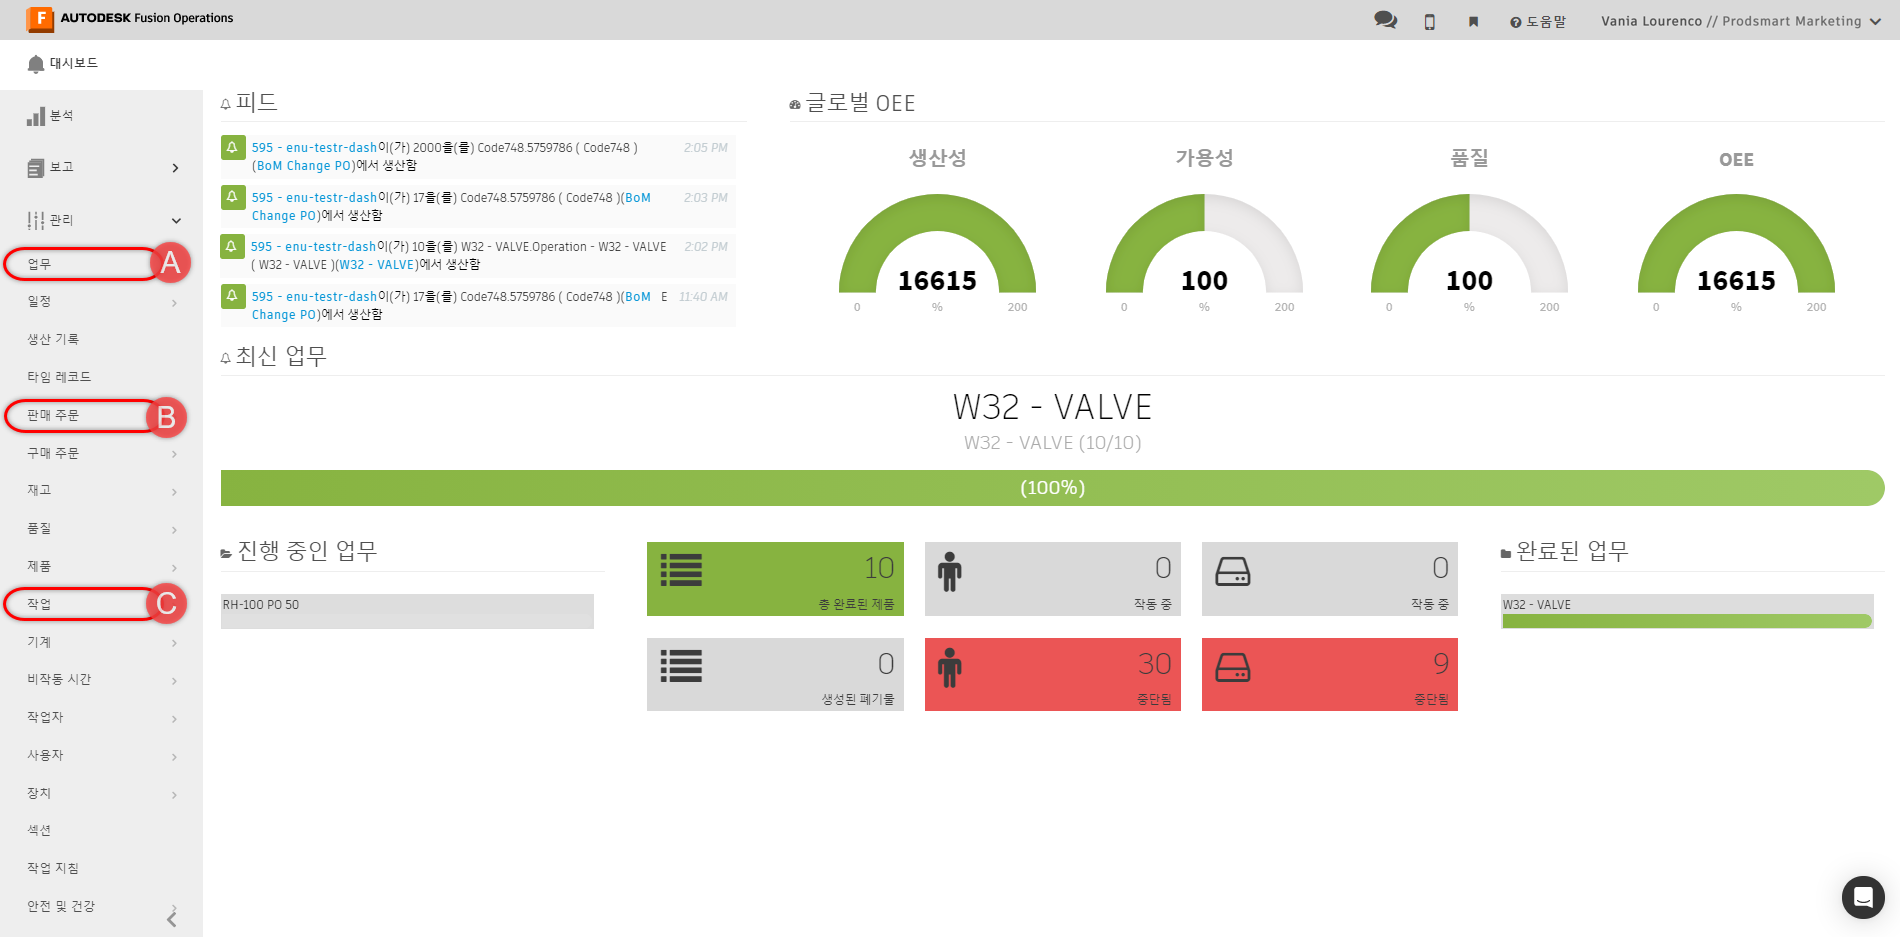 AUTODESK Fusion Operations
도움말
Vania Lourenco // Prodsmart Marketing
대시보드
분석
보고
관리
업무
A
일정
생산 기록
타임 레코드
판매 주문
B
구매 주문
재고
품질
제품
작업
C
기계
비작동 시간
작업자
사용자
장치
섹션
작업 지침
안전 및 건강
피드
595 - enu-testr-dash이(가) 2000을(를) Code748.5759786 ( Code748 )
(BoM Change PO)에서 생산함
2:05 PM
595 - enu-testr-dash이(가) 17을(를) Code748.5759786 ( Code748 )(BoM
Change PO)에서 생산함
2:03 PM
595 - enu-testr-dash이(가) 10을(를) W32 - VALVE.Operation - W32 - VALVE
( W32 - VALVE )(W32 - VALVE)에서 생산함
2:02 PM
595 - enu-testr-dash이(가) 17을(를) Code748.5759786 ( Code748 )(BoM E
Change PO)에서 생산함
11:40 AM
글로벌 OEE
생산성
16615
0 % 200
가용성
100
0 % 200
품질
100
0 % 200
OEE
16615
0 % 200
최신 업무
W32 - VALVE
W32 - VALVE (10/10)
(100%)
진행 중인 업무
RH-100 PO 50
10
총 완료된 제품
0
작동 중
0
작동 중
0
생성된 폐기물
30
중단됨
9
중단됨
완료된 업무
W32 - VALVE